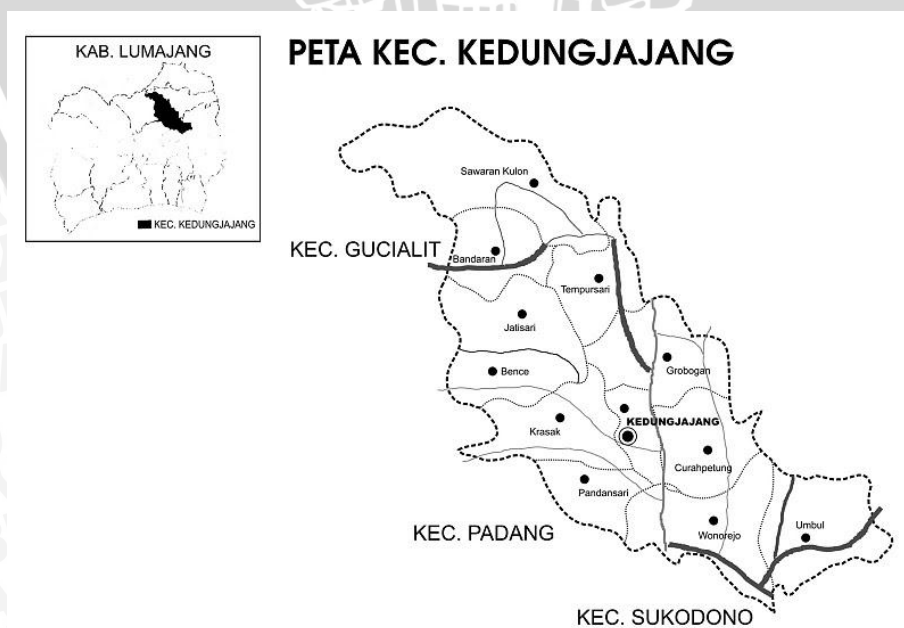 KAB. LUMAJANG
KEC. KEDUNGJAJANG
PETA KEC. KEDUNGJAJANG
Sawaran Kulon
KEC. GUCIALIT
Bandaran
Tempursari
Jatisari
Grobogan
Bence
KEDUNGJAJANG
Krasak
Curahpetung
Pandansari
KEC. PADANG
Wonorejo
Umbul
KEC. SUKODONO